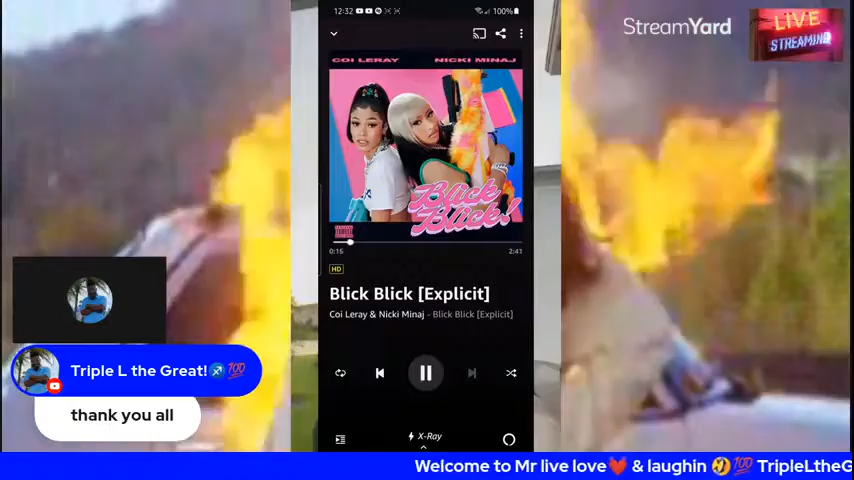 12:32
100%
StreamYard
LIVE
STREAMING
COI LERAY
NICKI MINAJ
Blick
Blick!
0:15
2:41
HD
Blick Blick [Explicit]
Coi Leray & Nicki Minaj - Blick Blick [Explicit]
Triple L the Great!♐💯
thank you all
X-Ray
Welcome to Mr live love❤️ & laughin 🤣💯 TripleLtheG